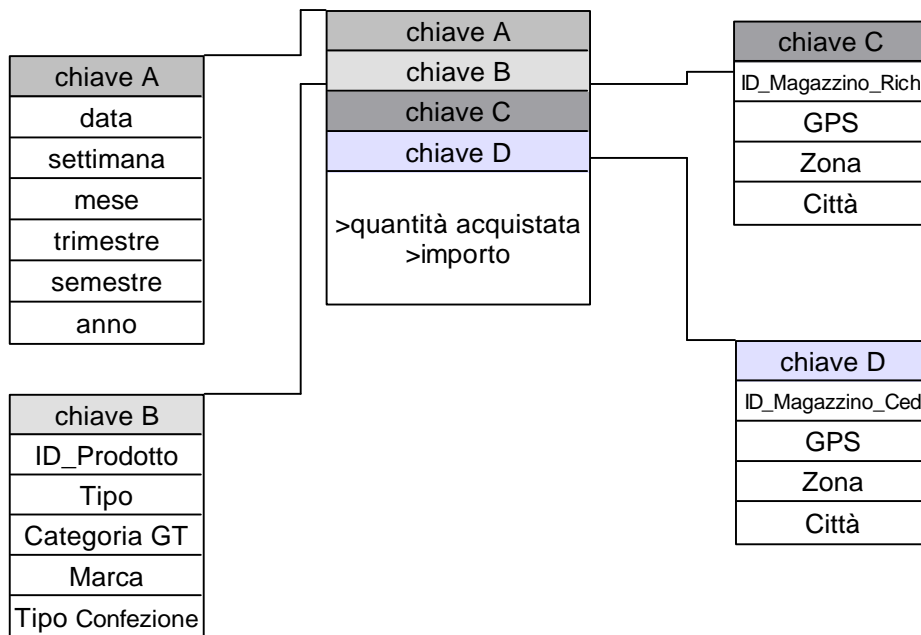 chiave A
data
settimana
mese
trimestre
semestre
anno
chiave B
ID_Prodotto
Tipo
Categoria GT
Marca
Tipo Confezione
chiave A
chiave B
chiave C
chiave D
>quantità acquistata
>importo
chiave C
ID_Magazzino_Rich
GPS
Zona
Città
chiave D
ID_Magazzino_Ced
GPS
Zona
Città